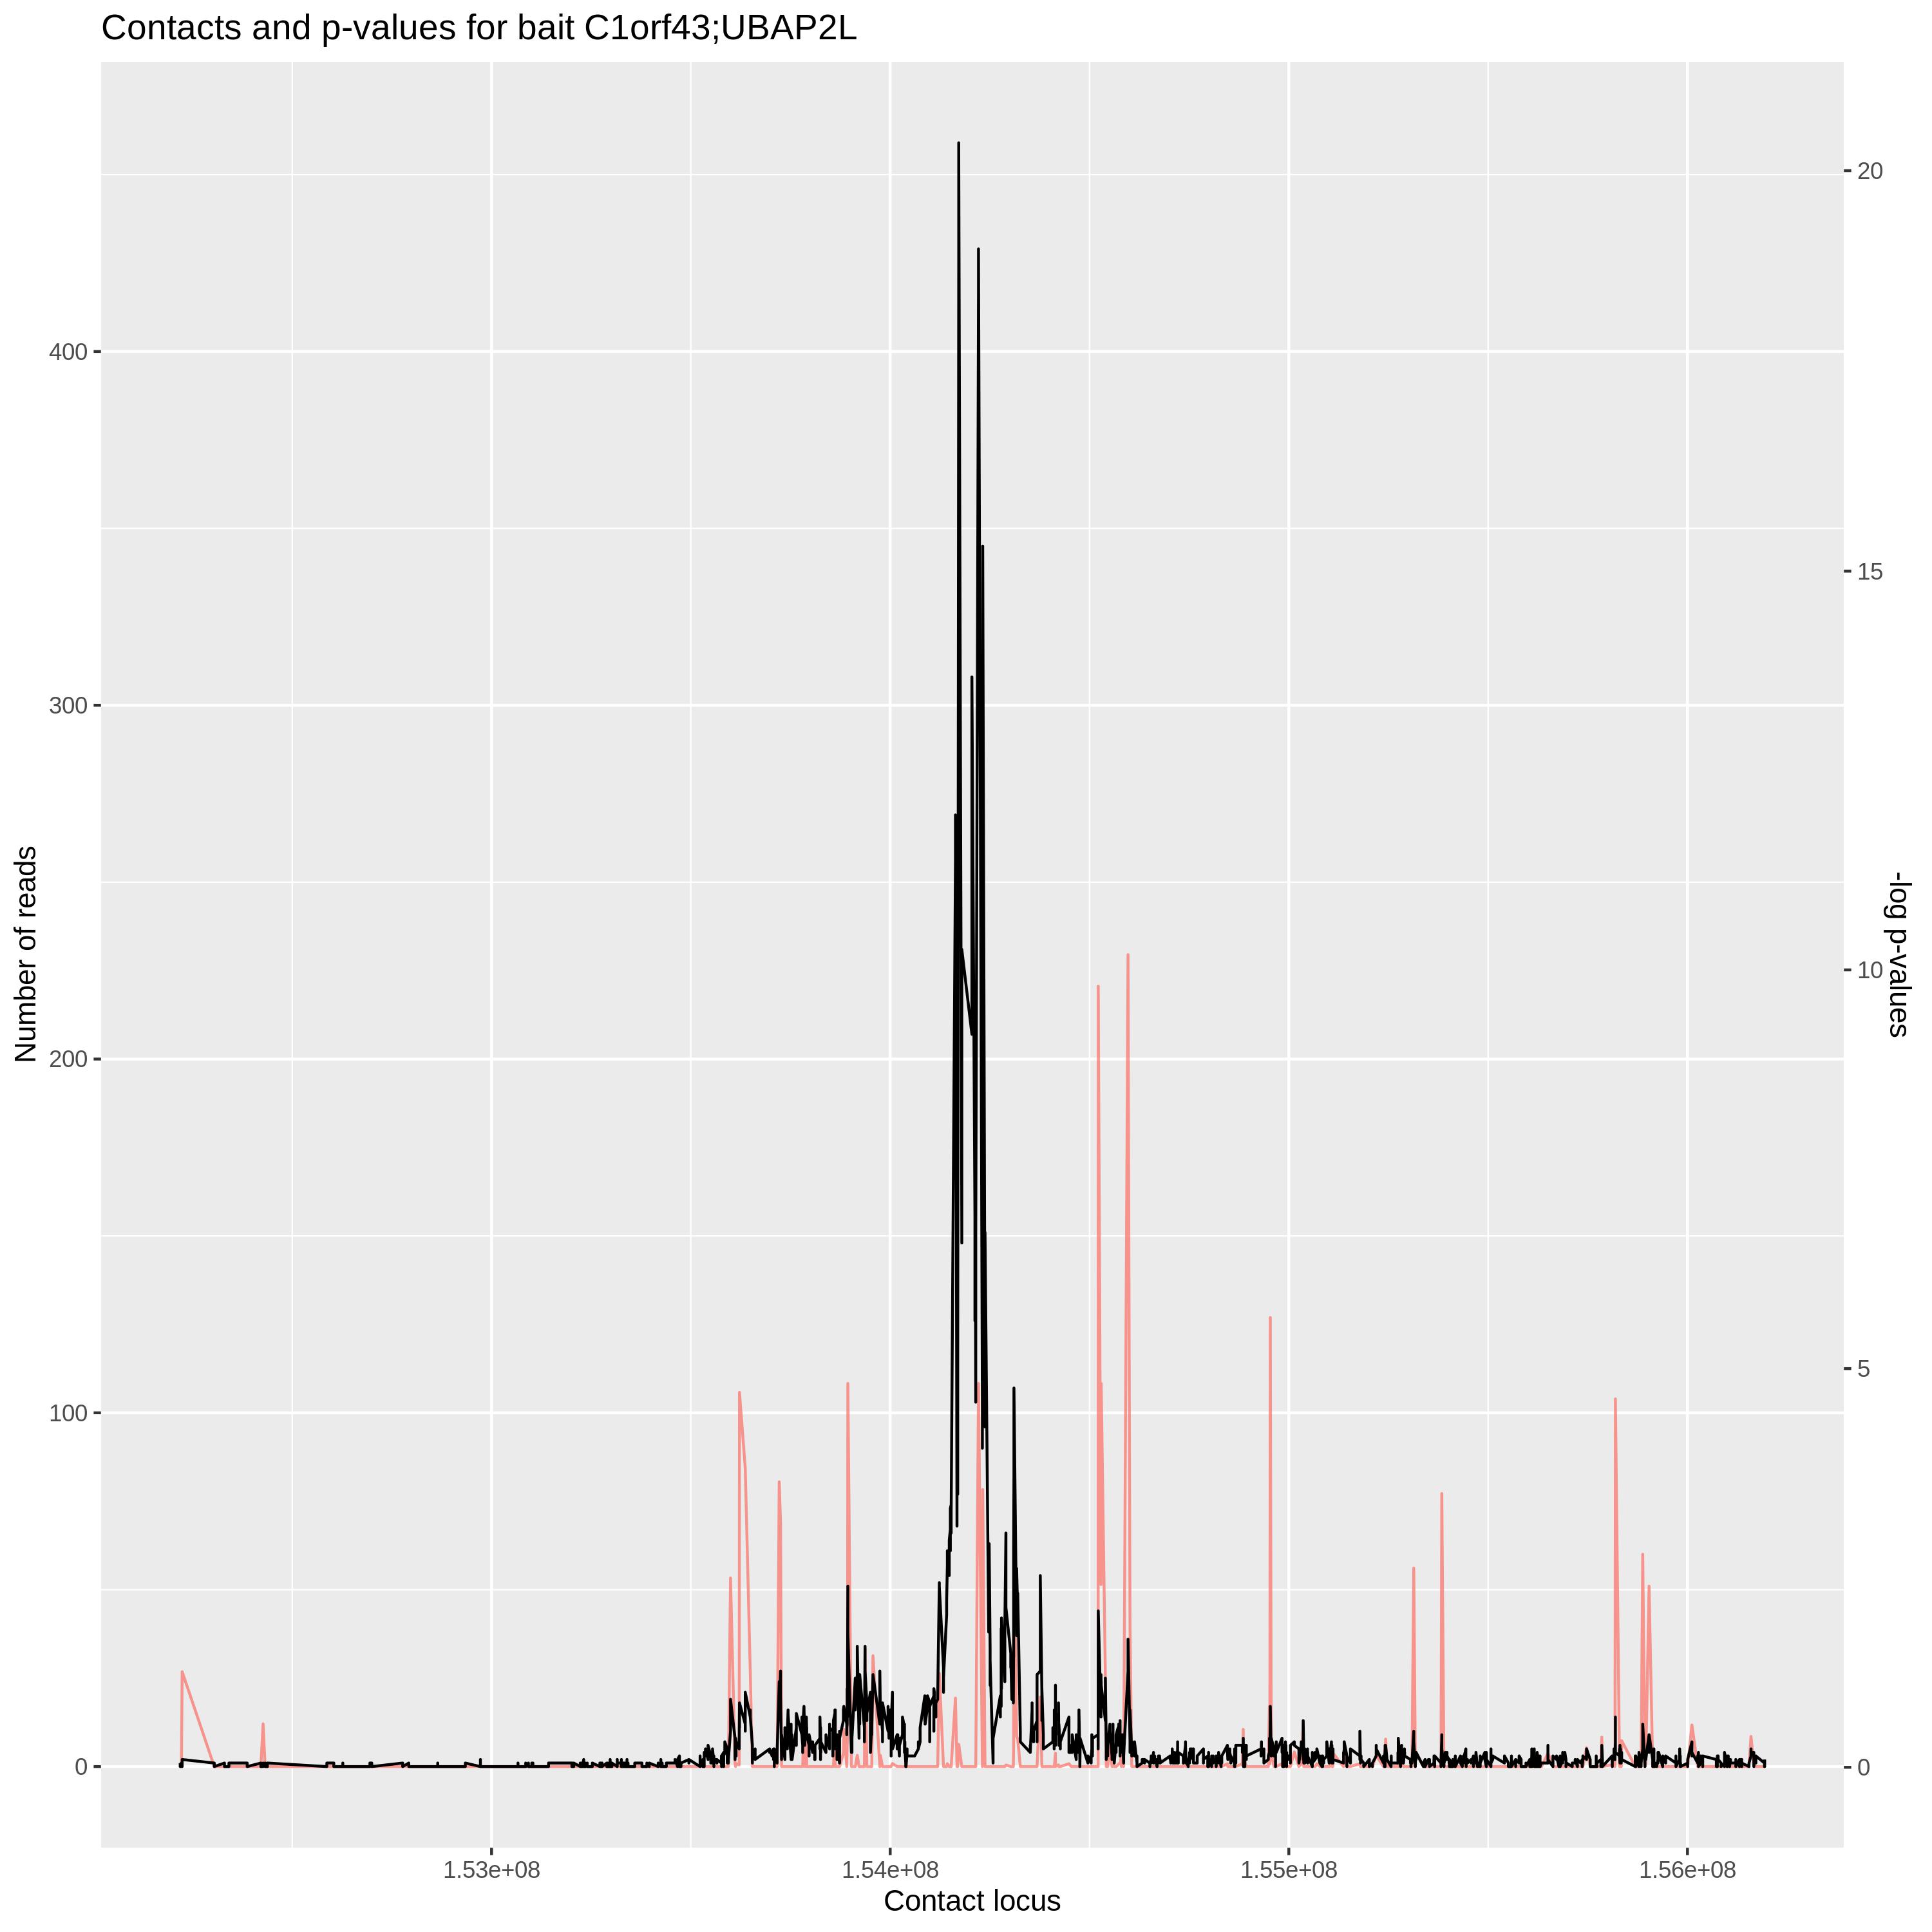 Contacts and p-values for bait C1orf43;UBAP2L
Number of reads
400
300
200
100
0
20
15
10
5
0
-log p-values
1.53e+08
1.54e+08
1.55e+08
1.56e+08
Contact locus